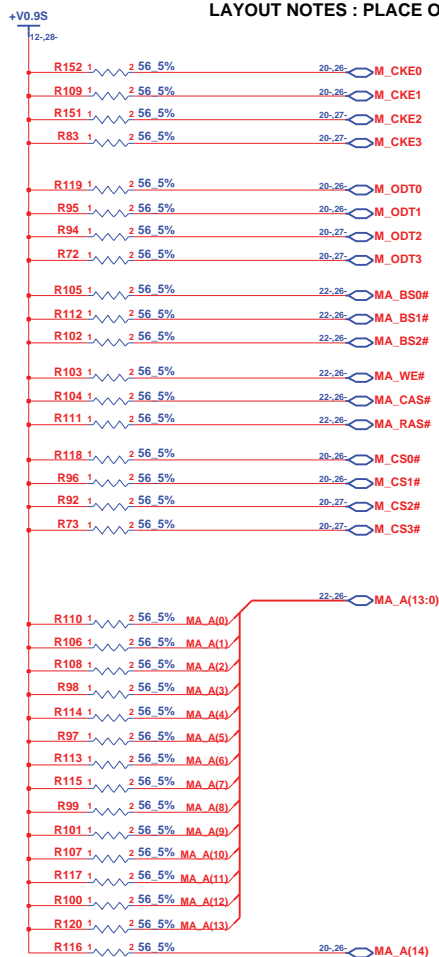 LAYOUT NOTES : PLACE O
+V0.9S
12-,28-
R152 1 2 56_5% 20-,26- M_CKE0
R109 1 2 56_5% 20-,26- M_CKE1
R151 1 2 56_5% 20-,27- M_CKE2
R83 1 2 56_5% 20-,27- M_CKE3
R119 1 2 56_5% 20-,26- M_ODT0
R95 1 2 56_5% 20-,26- M_ODT1
R94 1 2 56_5% 20-,27- M_ODT2
R72 1 2 56_5% 20-,27- M_ODT3
R105 1 2 56_5% 22-,26- MA_BS0#
R112 1 2 56_5% 22-,26- MA_BS1#
R102 1 2 56_5% 22-,26- MA_BS2#
R103 1 2 56_5% 22-,26- MA_WE#
R104 1 2 56_5% 22-,26- MA_CAS#
R111 1 2 56_5% 22-,26- MA_RAS#
R118 1 2 56_5% 20-,26- M_CS0#
R96 1 2 56_5% 20-,26- M_CS1#
R92 1 2 56_5% 20-,27- M_CS2#
R73 1 2 56_5% 20-,27- M_CS3#
22-,26- MA_A(13:0)
R110 1 2 56_5% MA_A(0)
R106 1 2 56_5% MA_A(1)
R108 1 2 56_5% MA_A(2)
R98 1 2 56_5% MA_A(3)
R114 1 2 56_5% MA_A(4)
R97 1 2 56_5% MA_A(5)
R113 1 2 56_5% MA_A(6)
R115 1 2 56_5% MA_A(7)
R99 1 2 56_5% MA_A(8)
R101 1 2 56_5% MA_A(9)
R107 1 2 56_5% MA_A(10)
R117 1 2 56_5% MA_A(11)
R100 1 2 56_5% MA_A(12)
R120 1 2 56_5% MA_A(13)
R116 1 2 56_5% 20-,26- MA_A(14)